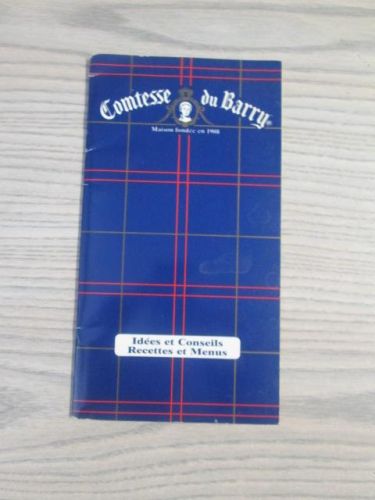 Comtesse du Barry®
Maison fondée en 1908
Idées et Conseils
Recettes et Menus